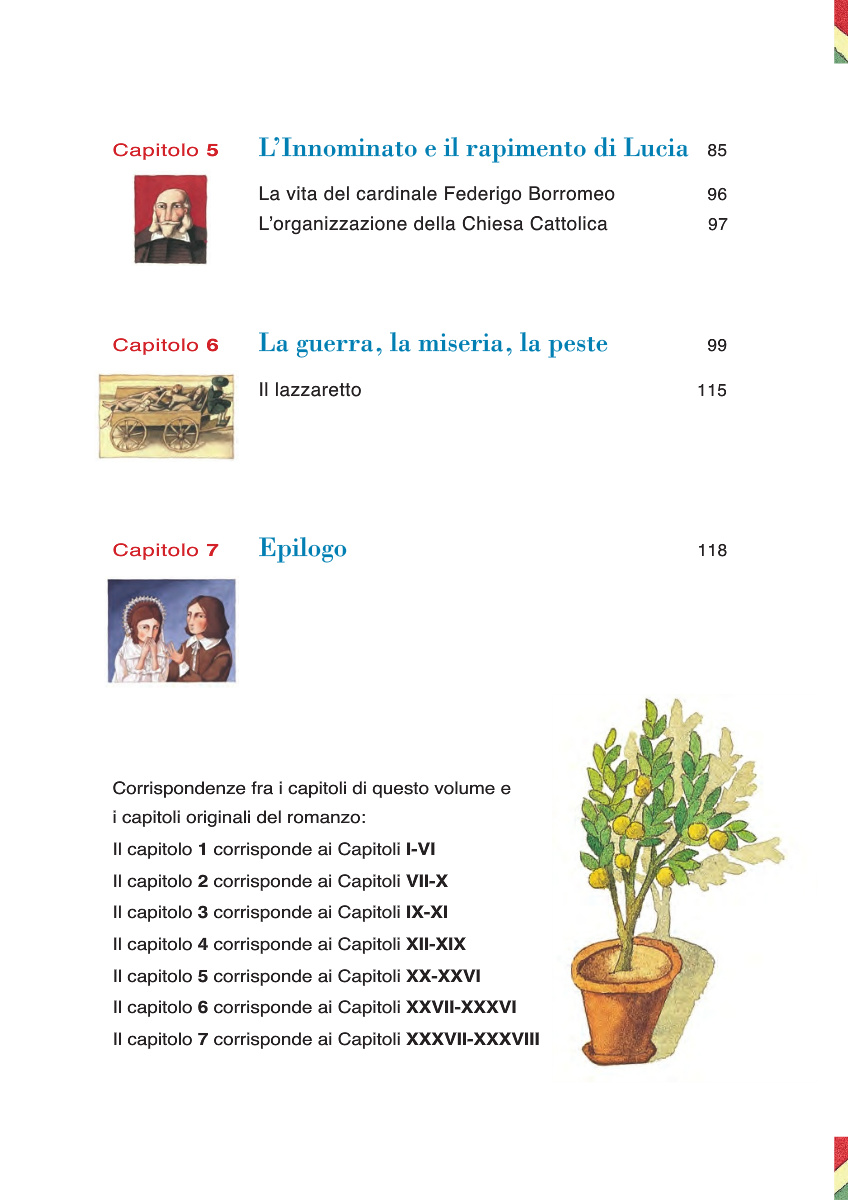 Capitolo 5 L'Innominato e il rapimento di Lucia 85
La vita del cardinale Federigo Borromeo 96
L'organizzazione della Chiesa Cattolica 97
Capitolo 6 La guerra, la miseria, la peste 99
Il lazzaretto 115
Capitolo 7 Epilogo 118
Corrispondenze fra i capitoli di questo volume e
i capitoli originali del romanzo:
Il capitolo 1 corrisponde ai Capitoli I-VI
Il capitolo 2 corrisponde ai Capitoli VII-X
Il capitolo 3 corrisponde ai Capitoli IX-XI
Il capitolo 4 corrisponde ai Capitoli XII-XIX
Il capitolo 5 corrisponde ai Capitoli XX-XXVI
Il capitolo 6 corrisponde ai Capitoli XXVII-XXXVI
Il capitolo 7 corrisponde ai Capitoli XXXVII-XXXVIII